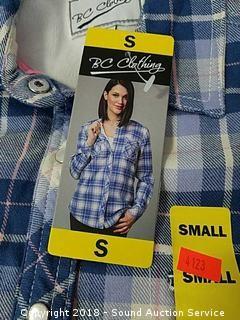 BC Clothing
S
BC Clothing
S
SMALL
4123
SMALL
Copyright 2018 - Sound Auction Service